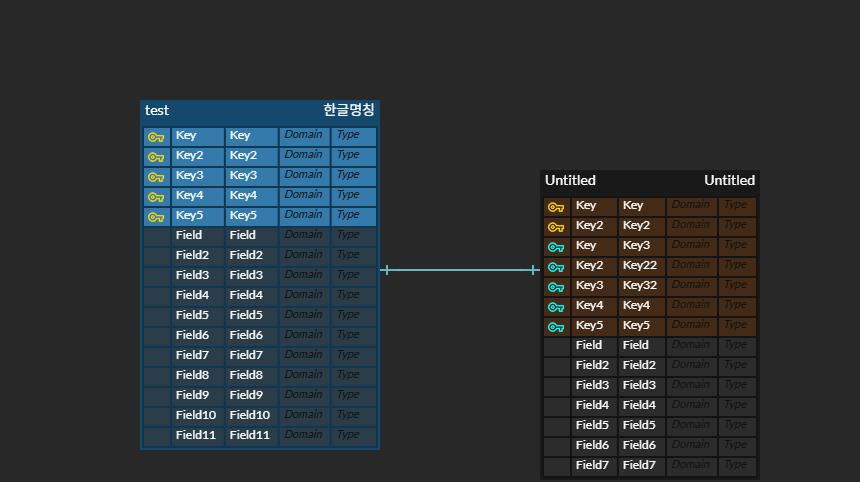 test 한글명칭
Key Key Domain Type
Key2 Key2 Domain Type
Key3 Key3 Domain Type
Key4 Key4 Domain Type
Key5 Key5 Domain Type
Field Field Domain Type
Field2 Field2 Domain Type
Field3 Field3 Domain Type
Field4 Field4 Domain Type
Field5 Field5 Domain Type
Field6 Field6 Domain Type
Field7 Field7 Domain Type
Field8 Field8 Domain Type
Field9 Field9 Domain Type
Field10 Field10 Domain Type
Field11 Field11 Domain Type
Untitled Untitled
Key Key Domain Type
Key2 Key2 Domain Type
Key Key3 Domain Type
Key2 Key22 Domain Type
Key3 Key32 Domain Type
Key4 Key4 Domain Type
Key5 Key5 Domain Type
Field Field Domain Type
Field2 Field2 Domain Type
Field3 Field3 Domain Type
Field4 Field4 Domain Type
Field5 Field5 Domain Type
Field6 Field6 Domain Type
Field7 Field7 Domain Type